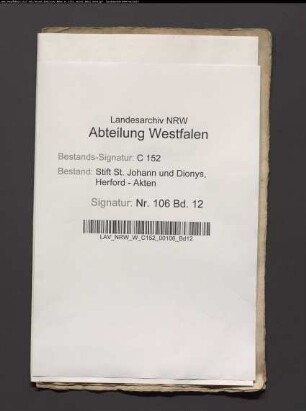 Landesarchiv NRW
Abteilung Westfalen
Bestands-Signatur: C 152
Bestand: Stift St. Johann und Dionys,
Herford - Akten
Signatur: Nr. 106 Bd. 12
LAV_NRW_W_C152_00106_Bd12